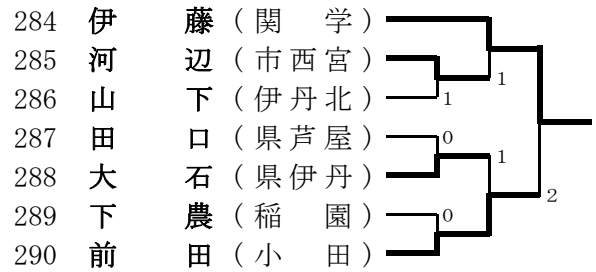 284 伊 藤 ( 関 学 )
285 河 辺 ( 市 西 宮 ) 1
286 山 下 ( 伊 丹 北 ) 1
287 田 口 ( 県 芦 屋 ) 0
288 大 石 ( 県 伊 丹 ) 1
289 下 農 ( 稲 園 ) 0 2
290 前 田 ( 小 田 )